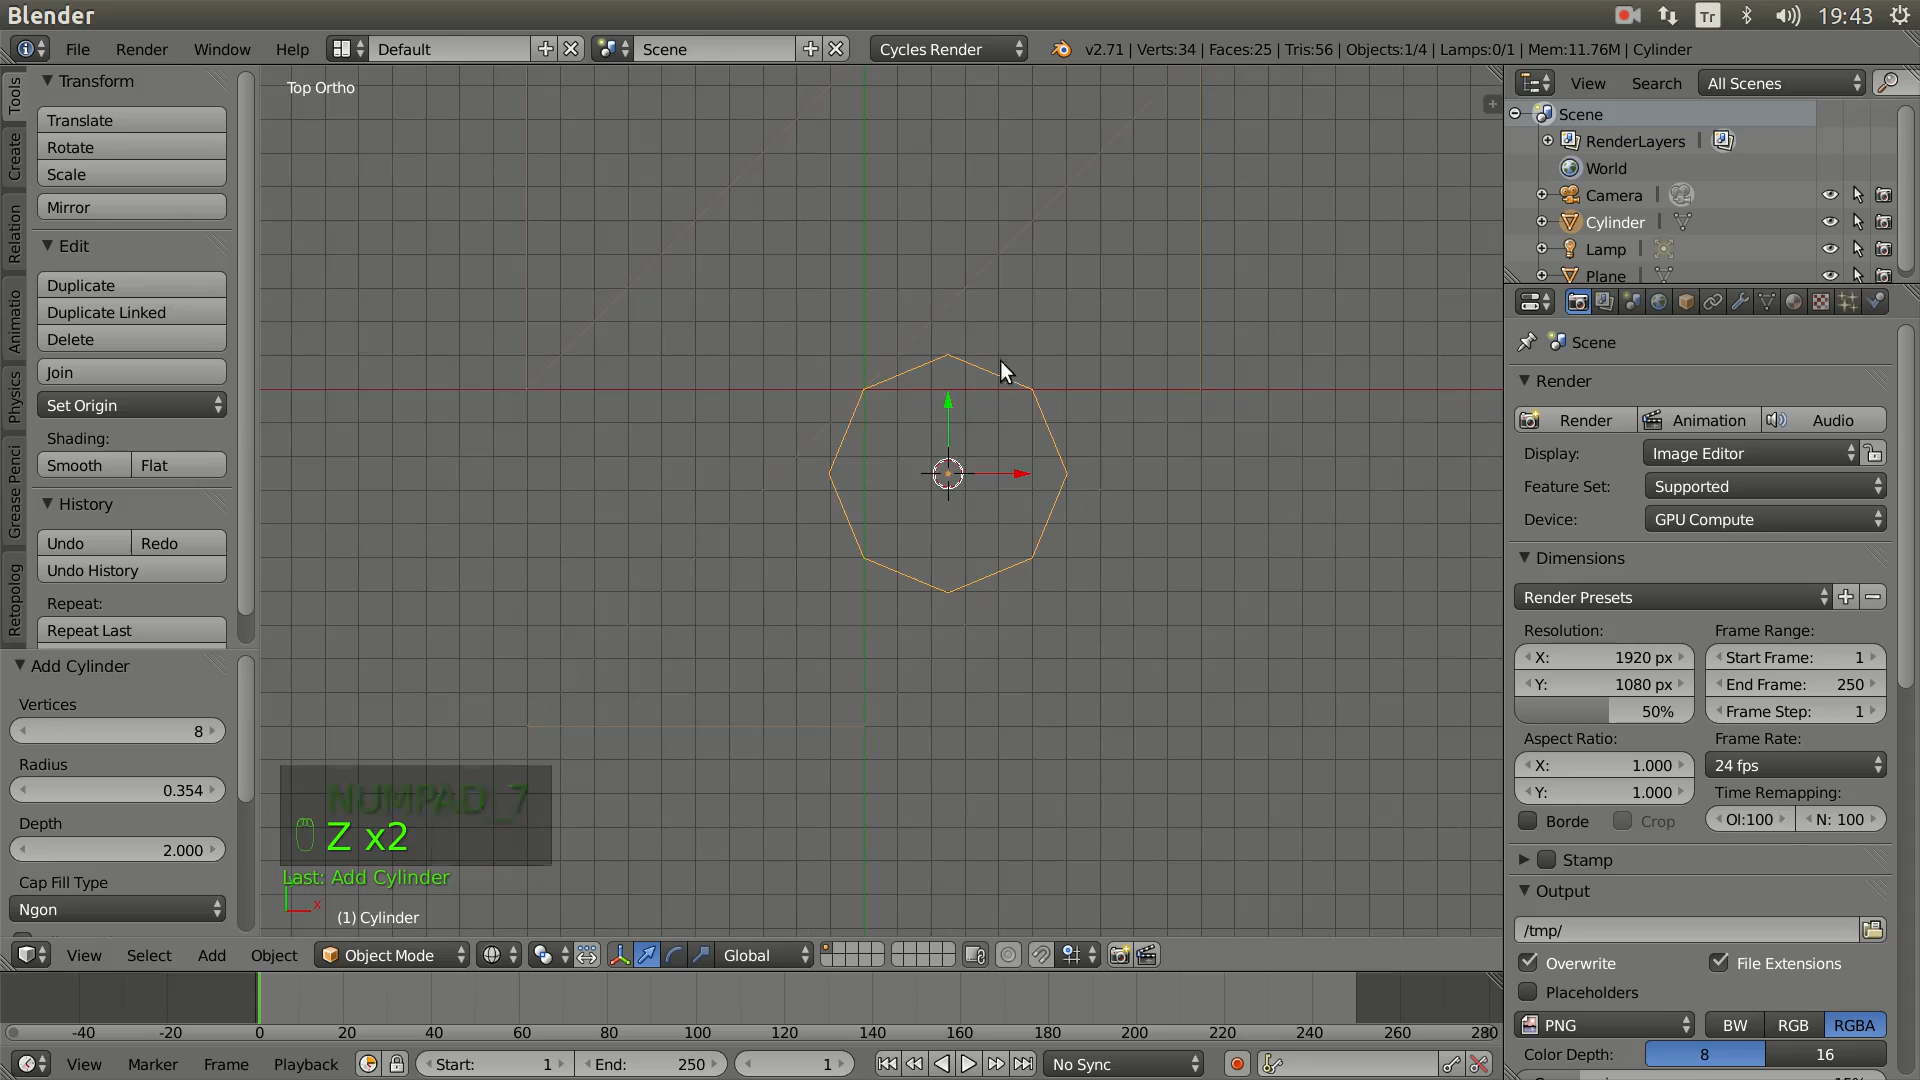 Blender
Tr
19:43
File
Render
Window
Help
Default
Scene
Cycles Render
v2.71 | Verts:34 | Faces:25 | Tris:56 | Objects:1/4 | Lamps:0/1 | Mem:11.76M | Cylinder
Tools
Create
Relation
Animatio
Physics
Grease Penci
Retopolog
Transform
Translate
Rotate
Scale
Mirror
Edit
Duplicate
Duplicate Linked
Delete
Join
Set Origin
Shading:
Smooth
Flat
History
Undo
Redo
Undo History
Repeat:
Repeat Last
Add Cylinder
Vertices
8
Radius
0.354
Depth
2.000
Cap Fill Type
Ngon
Top Ortho
NUMPAD_7
Z x2
Last: Add Cylinder
x
(1) Cylinder
View
Select
Add
Object
Object Mode
Global
-40 -20 0 20 40 60 80 100 120 140 160 180 200 220 240 260 280
View
Marker
Frame
Playback
Start: 1
End: 250
1
No Sync
View
Search
All Scenes
Scene
RenderLayers
World
Camera
Cylinder
Lamp
Plane
Scene
Render
Render
Animation
Audio
Display:
Image Editor
Feature Set:
Supported
Device:
GPU Compute
Dimensions
Render Presets
Resolution:
Frame Range:
X: 1920 px
Start Frame: 1
Y: 1080 px
End Frame: 250
50%
Frame Step: 1
Aspect Ratio:
Frame Rate:
X: 1.000
24 fps
Y: 1.000
Time Remapping:
Borde
Crop
Ol:100
N: 100
Stamp
Output
/tmp/
Overwrite
File Extensions
Placeholders
PNG
BW
RGB
RGBA
Color Depth:
8
16